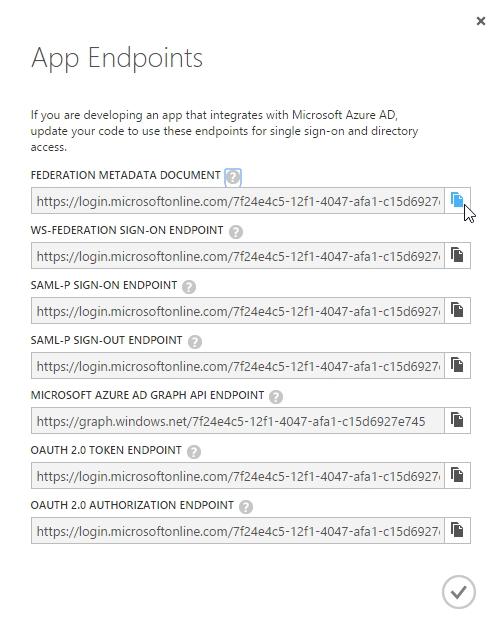 App Endpoints
If you are developing an app that integrates with Microsoft Azure AD,
update your code to use these endpoints for single sign-on and directory
access.
FEDERATION METADATA DOCUMENT ?
https://login.microsoftonline.com/7f24e4c5-12f1-4047-afa1-c15d6927
WS-FEDERATION SIGN-ON ENDPOINT ?
https://login.microsoftonline.com/7f24e4c5-12f1-4047-afa1-c15d6927
SAML-P SIGN-ON ENDPOINT ?
https://login.microsoftonline.com/7f24e4c5-12f1-4047-afa1-c15d6927
SAML-P SIGN-OUT ENDPOINT ?
https://login.microsoftonline.com/7f24e4c5-12f1-4047-afa1-c15d6927
MICROSOFT AZURE AD GRAPH API ENDPOINT ?
https://graph.windows.net/7f24e4c5-12f1-4047-afa1-c15d6927e745
OAUTH 2.0 TOKEN ENDPOINT ?
https://login.microsoftonline.com/7f24e4c5-12f1-4047-afa1-c15d6927
OAUTH 2.0 AUTHORIZATION ENDPOINT ?
https://login.microsoftonline.com/7f24e4c5-12f1-4047-afa1-c15d6927